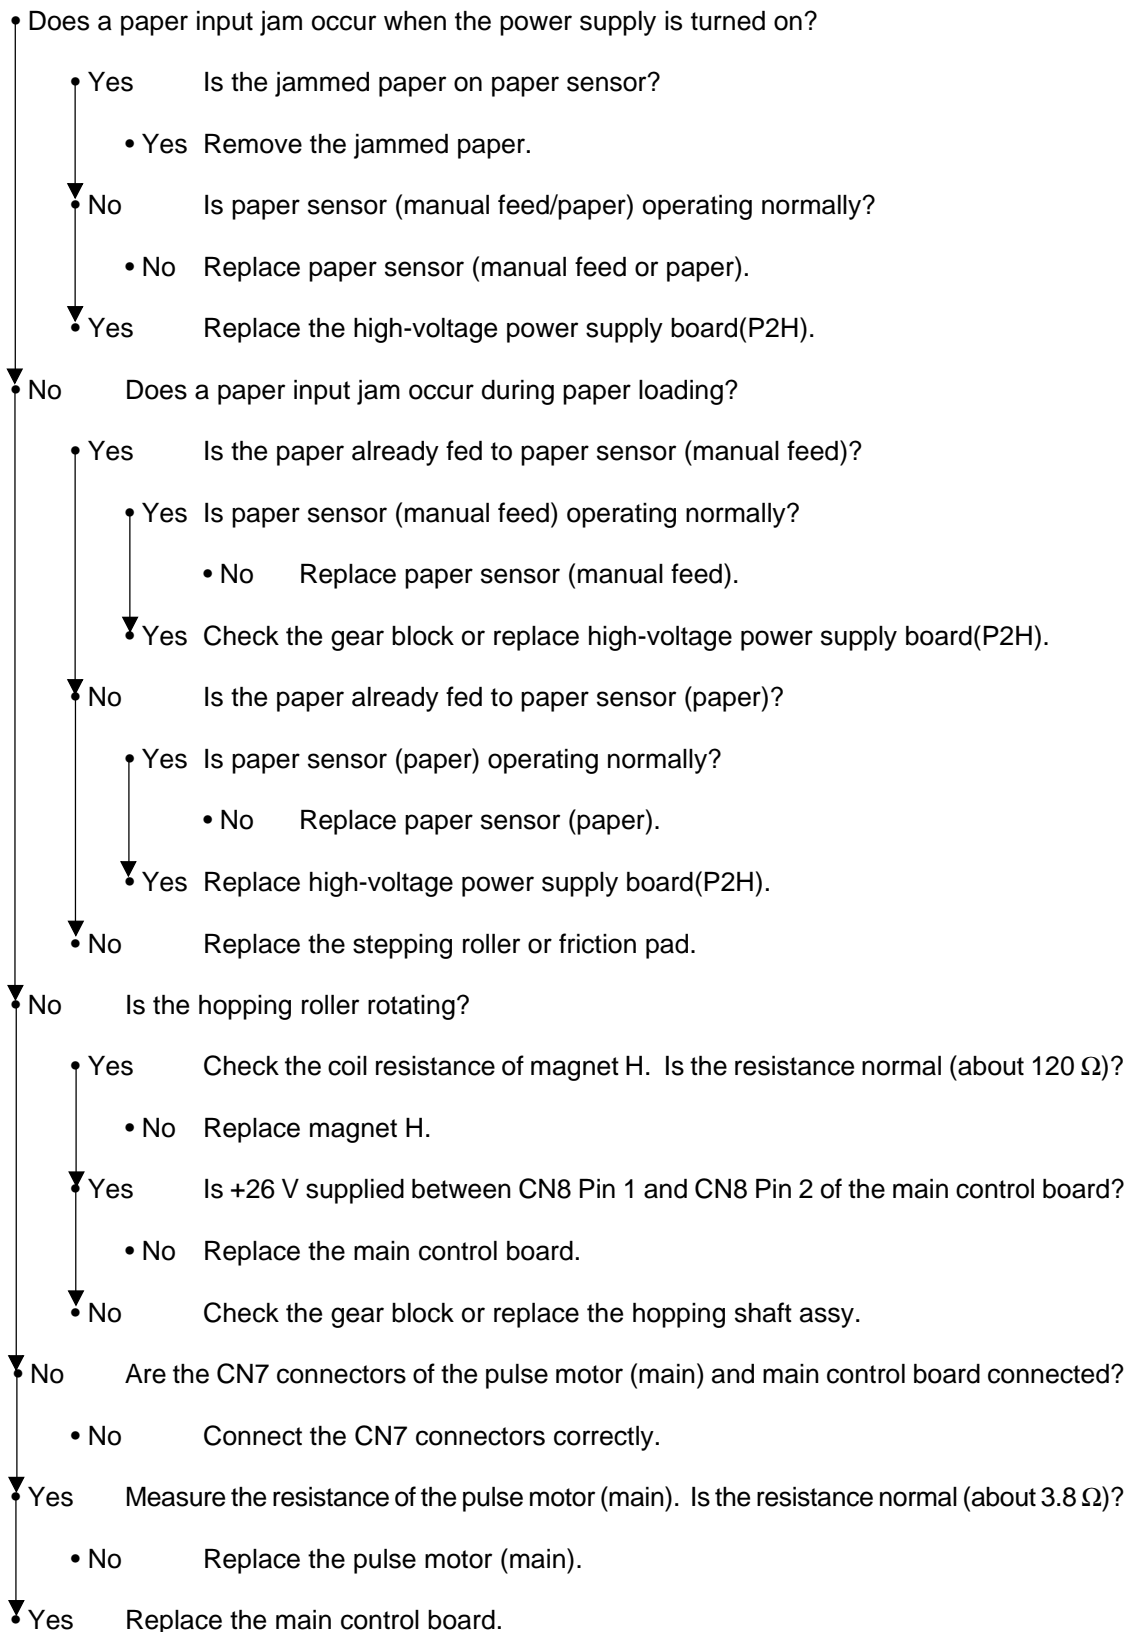 • Does a paper input jam occur when the power supply is turned on?
• Yes Is the jammed paper on paper sensor?
• Yes Remove the jammed paper.
• No Is paper sensor (manual feed/paper) operating normally?
• No Replace paper sensor (manual feed or paper).
• Yes Replace the high-voltage power supply board(P2H).
• No Does a paper input jam occur during paper loading?
• Yes Is the paper already fed to paper sensor (manual feed)?
• Yes Is paper sensor (manual feed) operating normally?
• No Replace paper sensor (manual feed).
• Yes Check the gear block or replace high-voltage power supply board(P2H).
• No Is the paper already fed to paper sensor (paper)?
• Yes Is paper sensor (paper) operating normally?
• No Replace paper sensor (paper).
• Yes Replace high-voltage power supply board(P2H).
• No Replace the stepping roller or friction pad.
• No Is the hopping roller rotating?
• Yes Check the coil resistance of magnet H. Is the resistance normal (about 120 Ω)?
• No Replace magnet H.
• Yes Is +26 V supplied between CN8 Pin 1 and CN8 Pin 2 of the main control board?
• No Replace the main control board.
• No Check the gear block or replace the hopping shaft assy.
• No Are the CN7 connectors of the pulse motor (main) and main control board connected?
• No Connect the CN7 connectors correctly.
• Yes Measure the resistance of the pulse motor (main). Is the resistance normal (about 3.8 Ω)?
• No Replace the pulse motor (main).
• Yes Replace the main control board.